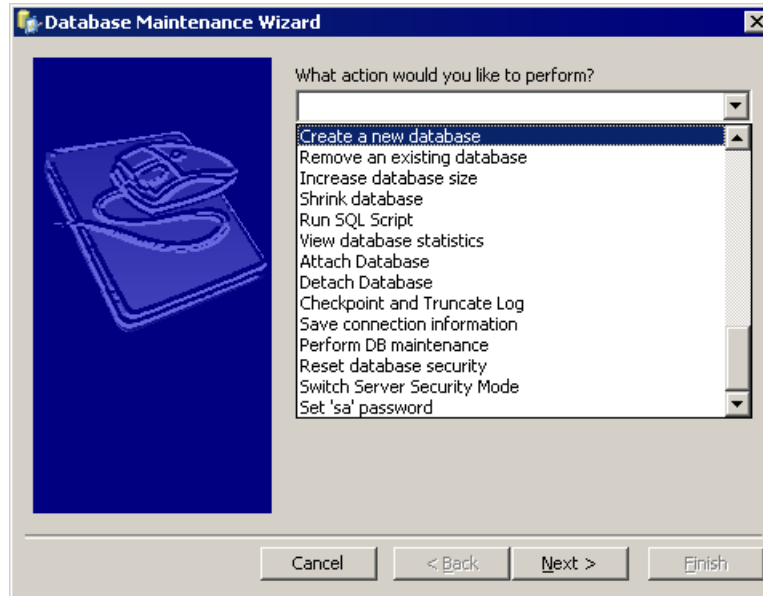 Database Maintenance Wizard
What action would you like to perform?
Create a new database
Remove an existing database
Increase database size
Shrink database
Run SQL Script
View database statistics
Attach Database
Detach Database
Checkpoint and Truncate Log
Save connection information
Perform DB maintenance
Reset database security
Switch Server Security Mode
Set 'sa' password
Cancel < Back Next > Finish